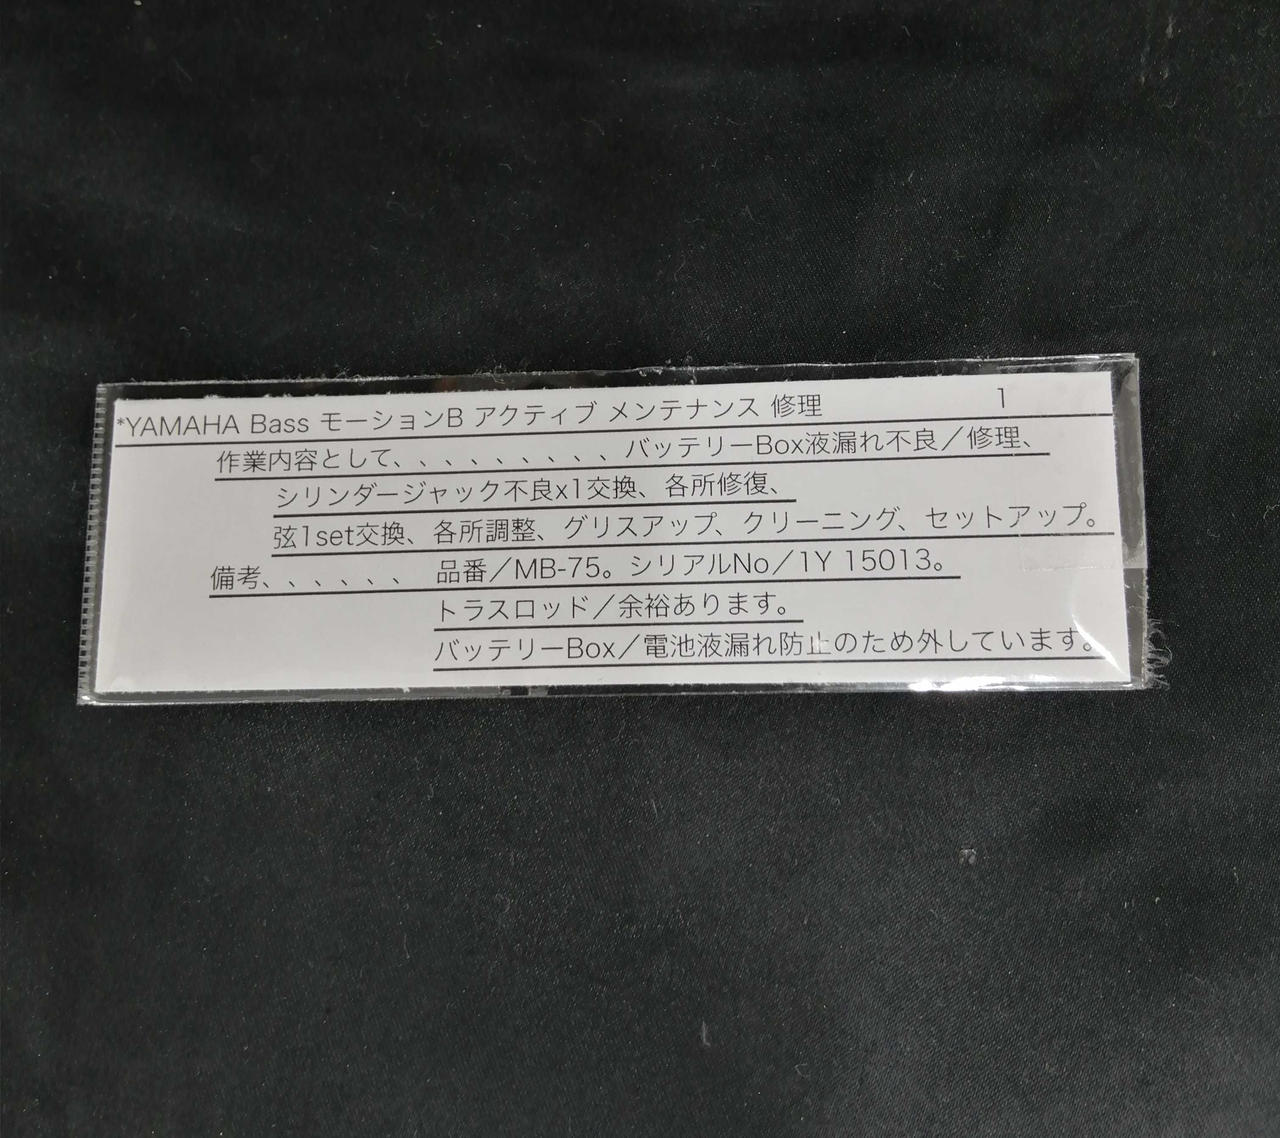 *YAMAHA Bass モーションB アクティブ メンテナンス 修理 1
作業内容として、、、、、、、、、、バッテリーBox液漏れ不良／修理、
シリンダージャック不良x1交換、各所修復、
弦1set交換、各所調整、グリスアップ、クリーニング、セットアップ。
備考、、、、、、 品番／MB-75。シリアルNo／1Y 15013。
トラスロッド／余裕あります。
バッテリーBox／電池液漏れ防止のため外しています。